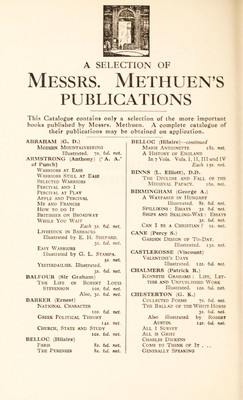 A SELECTION OF
MESSRS. METHUEN'S
PUBLICATIONS
This Catalogue contains only a selection of the more important
books published by Messrs. Methuen. A complete catalogue of
their publications may be obtained on application.
ABRAHAM (G. D.)
MODERN MOUNTAINEERING
Illustrated. 7s. 6d. net.
ARMSTRONG (Anthony) ("A. A."
of Punch)
WARRIORS AT EASE
WARRIORS STILL AT EASE
SELECTED WARRIORS
PERCIVAL AND I
PERCIVAL AT PLAY
APPLE AND PERCIVAL
ME AND FRANCES
HOW TO DO IT
BRITISHER ON BROADWAY
WHILE YOU WAIT
Each 3s. 6d. net.
LIVESTOCK IN BARRACKS
Illustrated by E. H. SHEPARD.
3s. 6d. net.
EASY WARRIORS
Illustrated by G. L. STAMPA.
5s. net.
YESTERDAILIES. Illustrated.
3s. 6d. net.
BALFOUR (Sir Graham)
THE LIFE OF ROBERT LOUIS
STEVENSON 10s. 6d. net.
Also, 3s. 6d. net.
BARKER (Ernest)
NATIONAL CHARACTER
10s. 6d. net.
GREEK POLITICAL THEORY
14s. net.
CHURCH, STATE AND STUDY
10s. 6d. net.
BELLOC (Hilaire)
PARIS 8s. 6d. net.
THE PYRENEES 8s. 6d. net.
BELLOC (Hilaire)—continued
MARIE ANTOINETTE 18s. net.
A HISTORY OF ENGLAND
In 7 Vols. Vols. I, II, III and IV
Each 15s. net.
BINNS (L. Elliott), D.D.
THE DECLINE AND FALL OF THE
MEDIEVAL PAPACY. 16s. net.
BIRMINGHAM (George A.)
A WAYFARER IN HUNGARY
Illustrated. 8s. 6d. net.
SPILLIKINS: ESSAYS 3s. 6d. net.
SHIPS AND SEALING-WAX: ESSAYS
3s. 6d. net.
CAN I BE A CHRISTIAN? 1s. net.
CANE (Percy S.)
GARDEN DESIGN OF TO-DAY.
Illustrated. 15s. net.
CASTLEROSSE (Viscount)
VALENTINE'S DAYS
Illustrated. 12s. 6d. net.
CHALMERS (Patrick R.)
KENNETH GRAHAME: LIFE, LETTERS
AND UNPUBLISHED WORK
Illustrated. 10s. 6d. net.
CHESTERTON (G. K.)
COLLECTED POEMS 7s. 6d. net.
THE BALLAD OF THE WHITE HORSE
3s. 6d. net.
Also illustrated by ROBERT
AUSTIN. 12s. 6d. net.
ALL I SURVEY
ALL IS GRIST
CHARLES DICKENS
COME TO THINK OF IT . .
GENERALLY SPEAKING